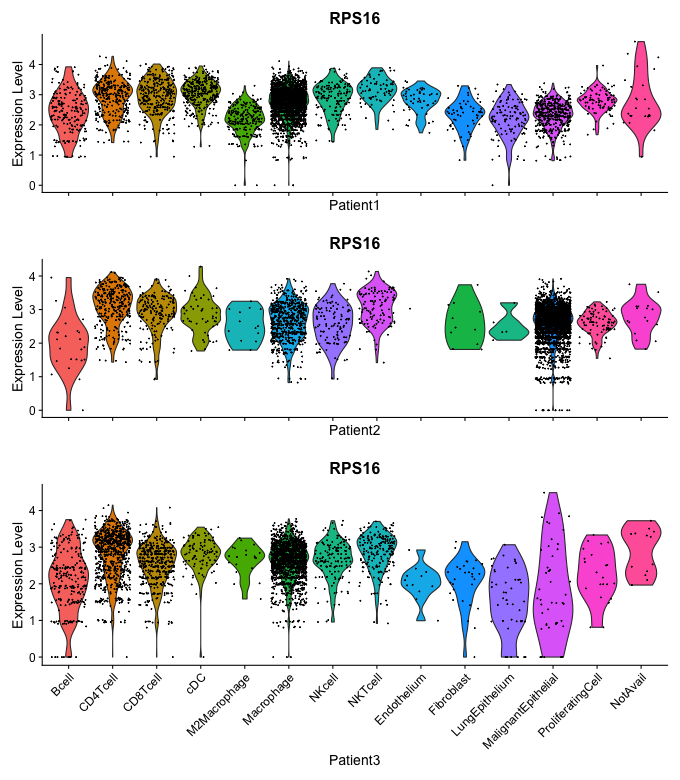 RPS16
Expression Level
4
3
2
1
0
Patient1
RPS16
Expression Level
4
3
2
1
0
Patient2
RPS16
Expression Level
4
3
2
1
0
Bcell
CD4Tcell
CD8Tcell
cDC
M2Macrophage
Macrophage
NKcell
NKTcell
Endothelium
Fibroblast
LungEpithelium
MalignantEpithelial
ProliferatingCell
NotAvail
Patient3